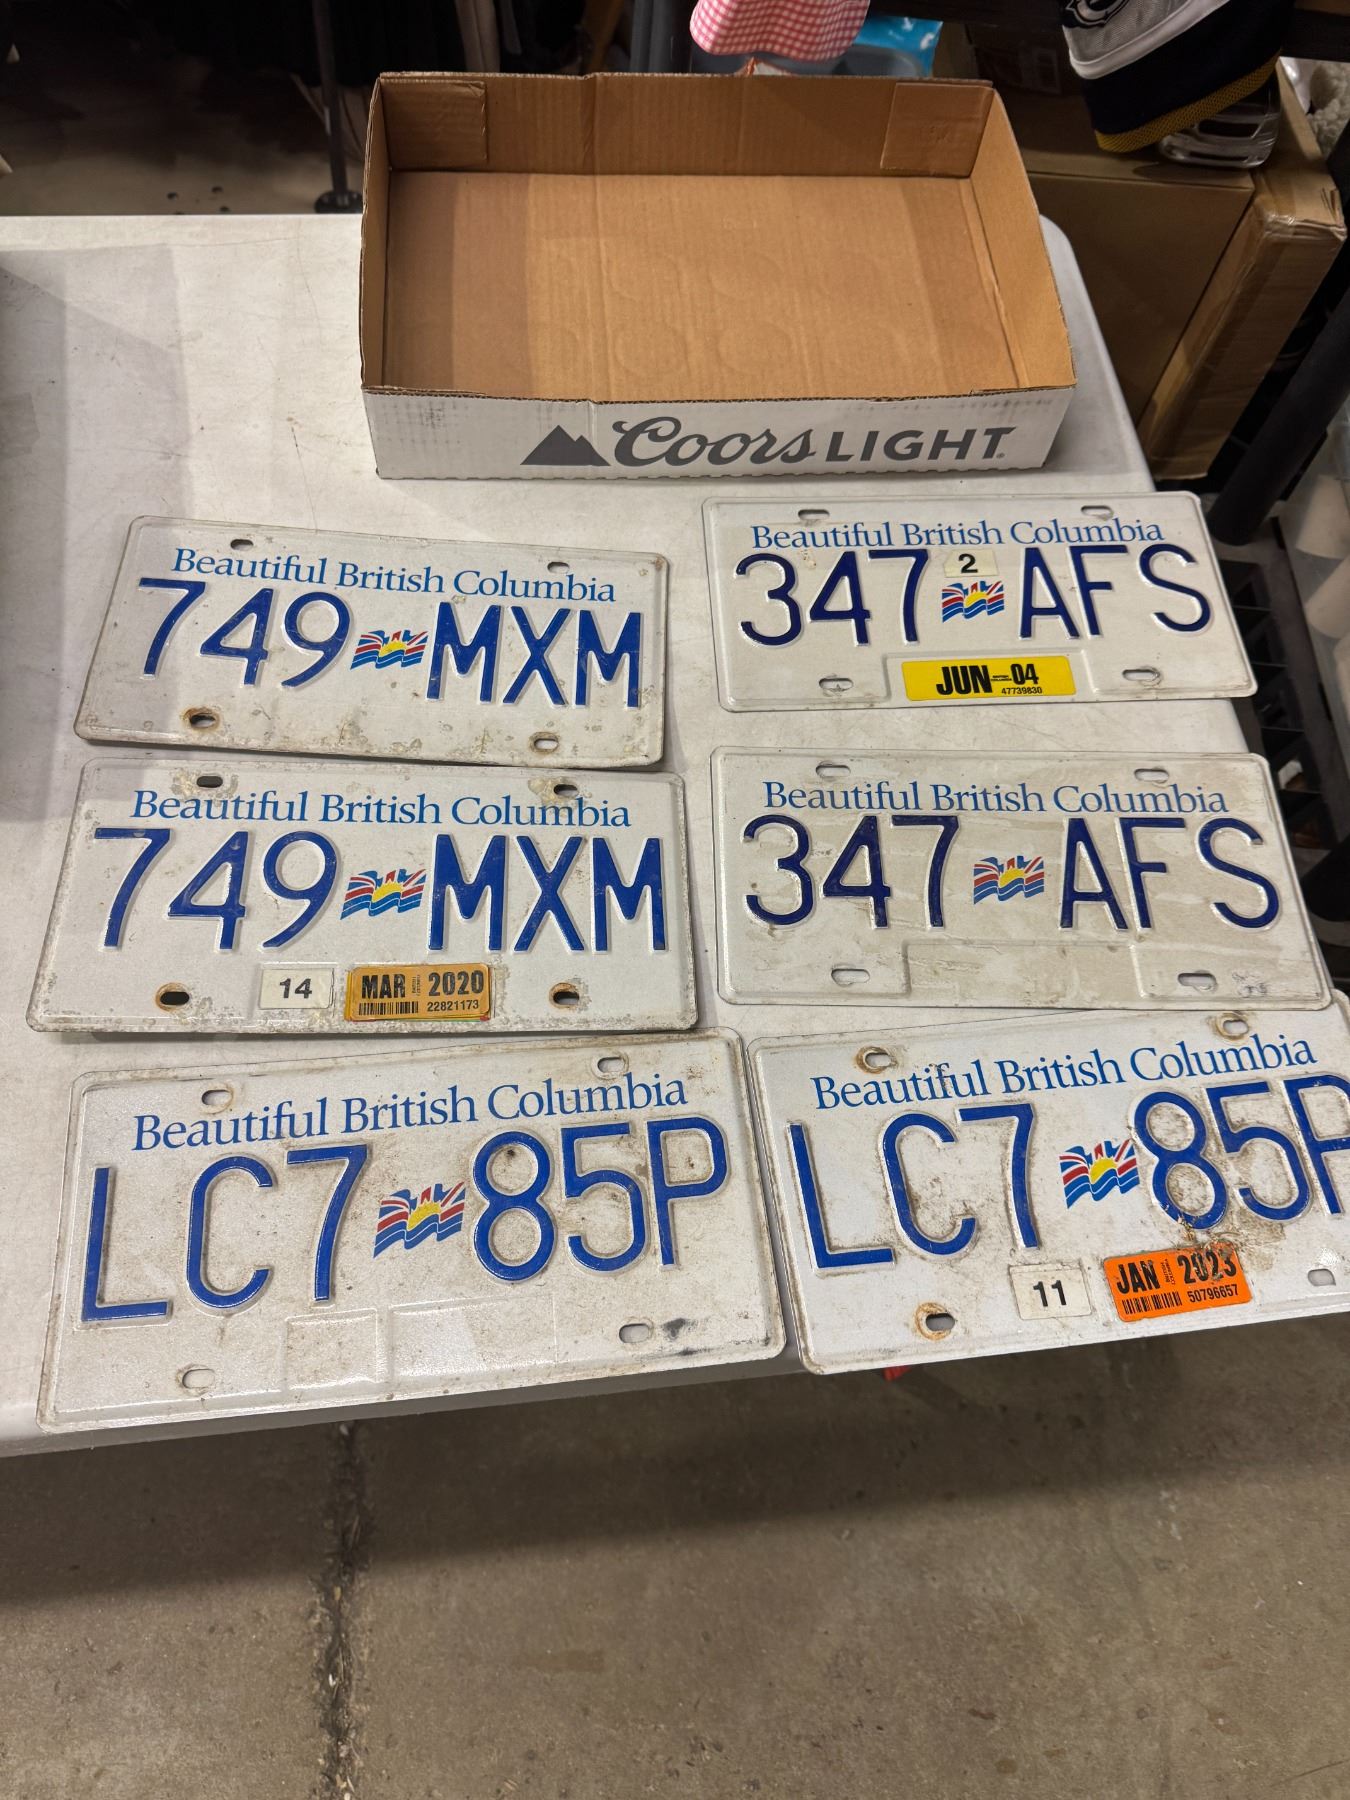 Coors LIGHT
Beautiful British Columbia
749 MXM
Beautiful British Columbia
2
347 AFS
JUN BRITISH COLUMBIA 04
47739830
Beautiful British Columbia
749 MXM
14
MAR 2020
22821173
Beautiful British Columbia
347 AFS
Beautiful British Columbia
LC7 85P
Beautiful British Columbia
LC7 85P
11
JAN 2023
50796657